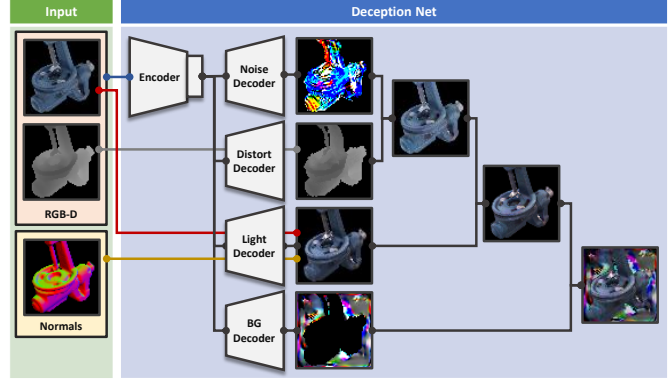 Input
Deception Net
Encoder
Noise
Decoder
Distort
Decoder
RGB-D
Light
Decoder
Normals
BG
Decoder